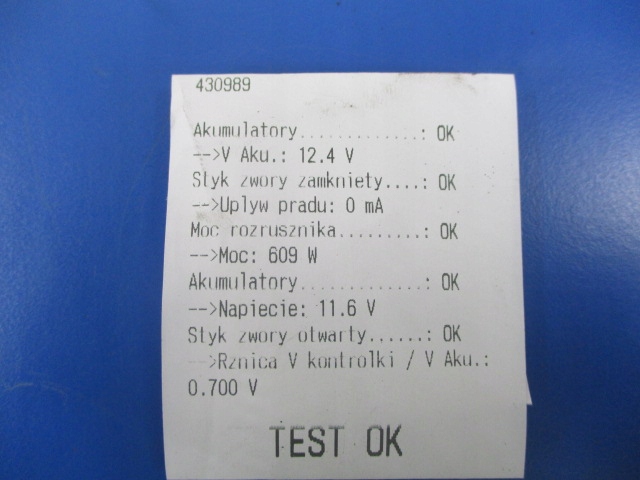 430989
Akumulatory.............: OK
-->V Aku.: 12.4 V
Styk zwory zamkniety....: OK
-->Uplyw pradu: 0 mA
Moc rozrusznika.........: OK
-->Moc: 609 W
Akumulatory.............: OK
-->Napiecie: 11.6 V
Styk zwory otwarty......: OK
-->Rznica V kontrolki / V Aku.:
0.700 V
TEST OK